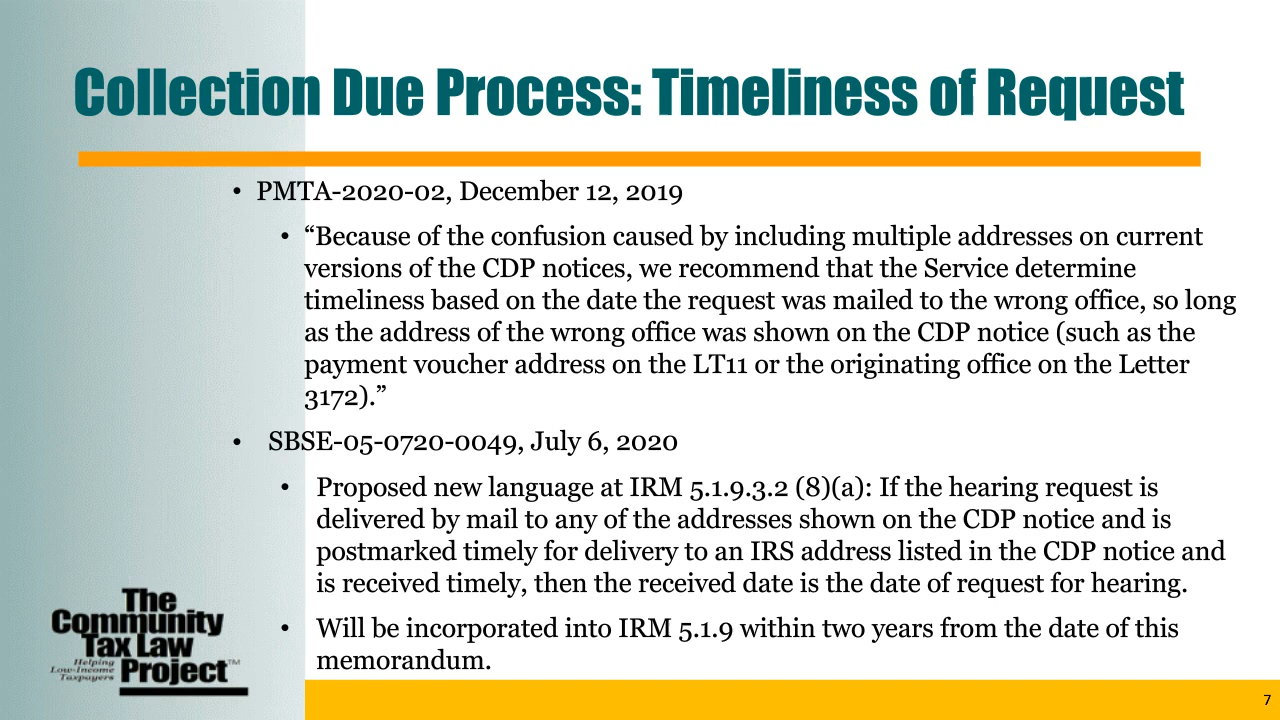 Collection Due Process: Timeliness of Request
• PMTA-2020-02, December 12, 2019
• “Because of the confusion caused by including multiple addresses on current
versions of the CDP notices, we recommend that the Service determine
timeliness based on the date the request was mailed to the wrong office, so long
as the address of the wrong office was shown on the CDP notice (such as the
payment voucher address on the LT11 or the originating office on the Letter
3172).”
• SBSE-05-0720-0049, July 6, 2020
• Proposed new language at IRM 5.1.9.3.2 (8)(a): If the hearing request is
delivered by mail to any of the addresses shown on the CDP notice and is
postmarked timely for delivery to an IRS address listed in the CDP notice and
is received timely, then the received date is the date of request for hearing.
• Will be incorporated into IRM 5.1.9 within two years from the date of this
memorandum.
The
Community
Tax Law
Helping
Low-Income
Taxpayers
Project™
7